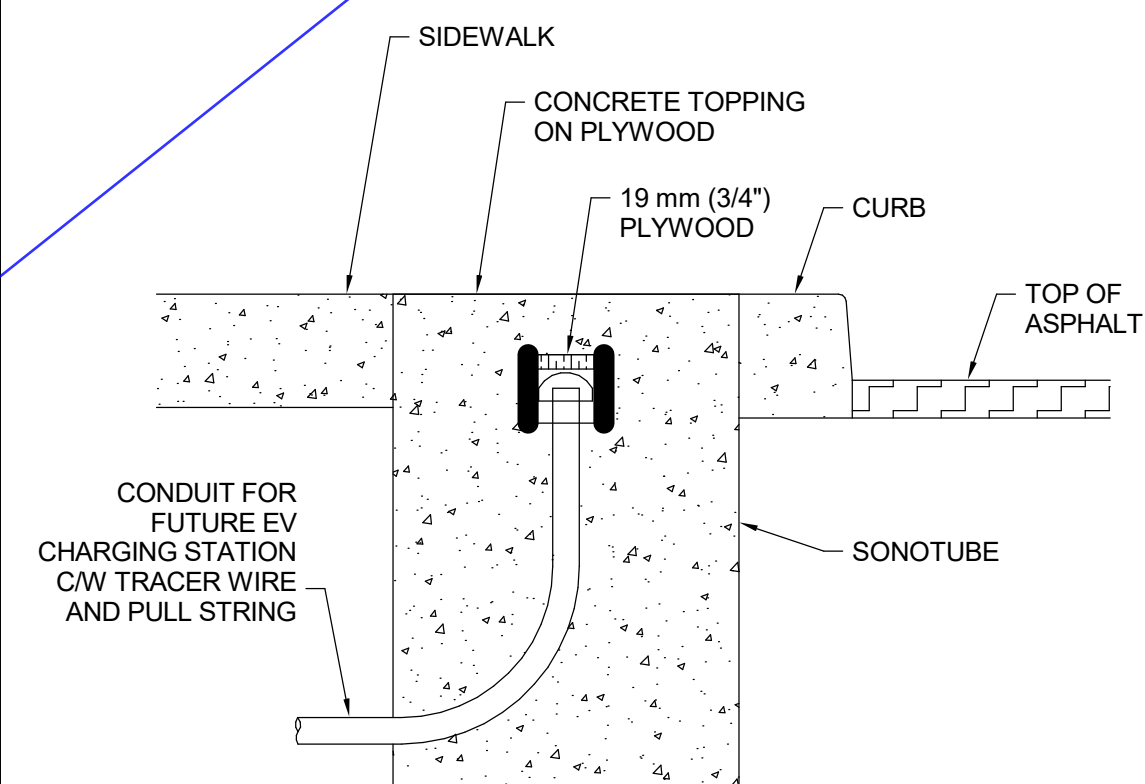 SIDEWALK
CONCRETE TOPPING
ON PLYWOOD
19 mm (3/4")
PLYWOOD
CURB
TOP OF
ASPHALT
CONDUIT FOR
FUTURE EV
CHARGING STATION
C/W TRACER WIRE
AND PULL STRING
SONOTUBE